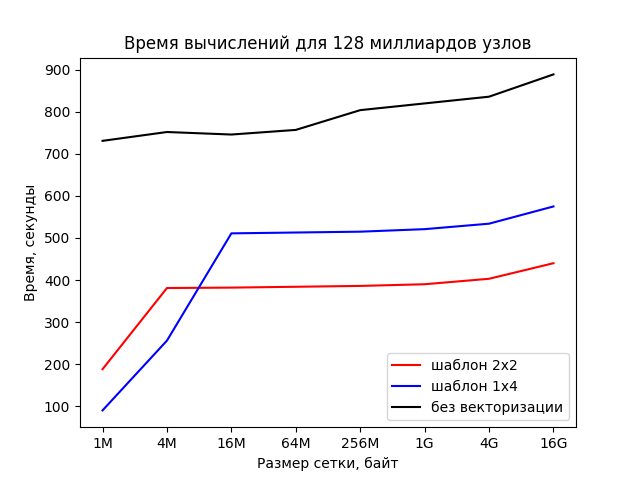 Время вычислений для 128 миллиардов узлов
900
800
700
600
500
400
300
200
100
Время, секунды
шаблон 2x2
шаблон 1x4
без векторизации
1M 4M 16M 64M 256M 1G 4G 16G
Размер сетки, байт